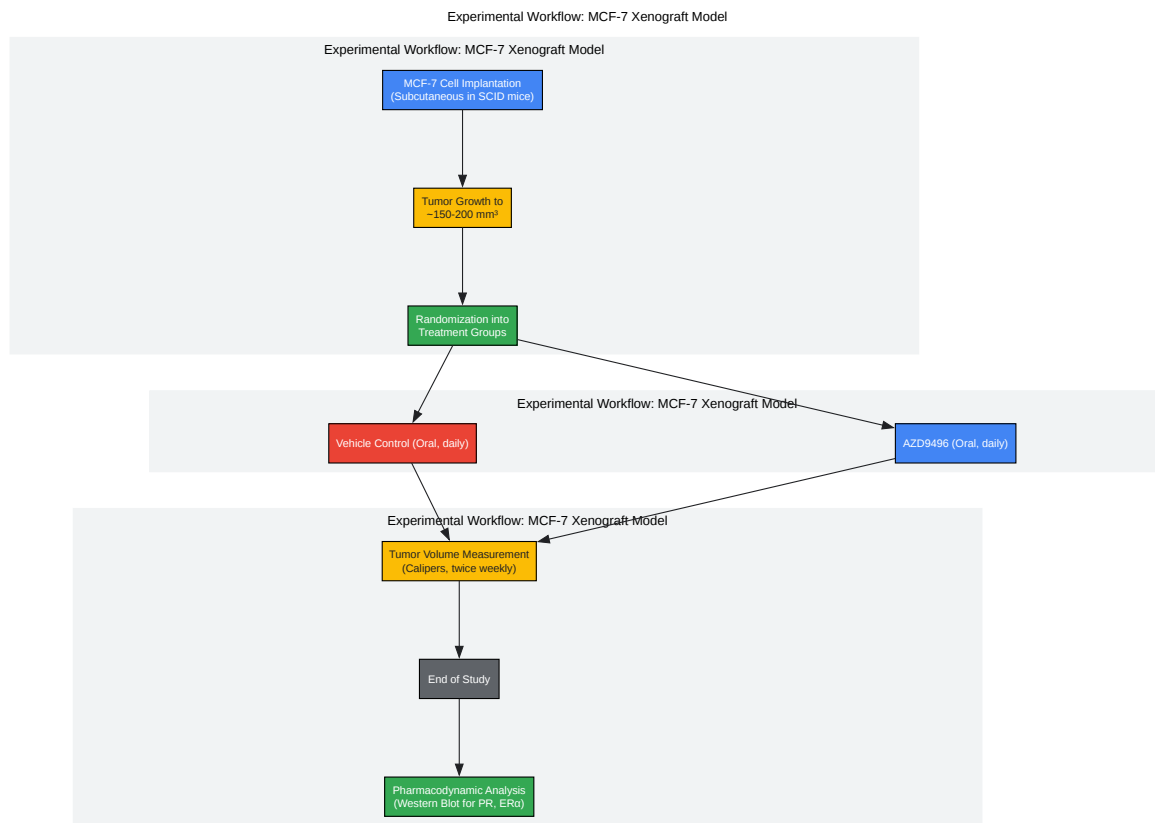 Experimental Workflow: MCF-7 Xenograft Model
Experimental Workflow: MCF-7 Xenograft Model
MCF-7 Cell Implantation
(Subcutaneous in SCID mice)
Tumor Growth to
~150-200 mm³
Randomization into
Treatment Groups
Experimental Workflow: MCF-7 Xenograft Model
Vehicle Control (Oral, daily)
AZD9496 (Oral, daily)
Experimental Workflow: MCF-7 Xenograft Model
Tumor Volume Measurement
(Calipers, twice weekly)
End of Study
Pharmacodynamic Analysis
(Western Blot for PR, ERα)